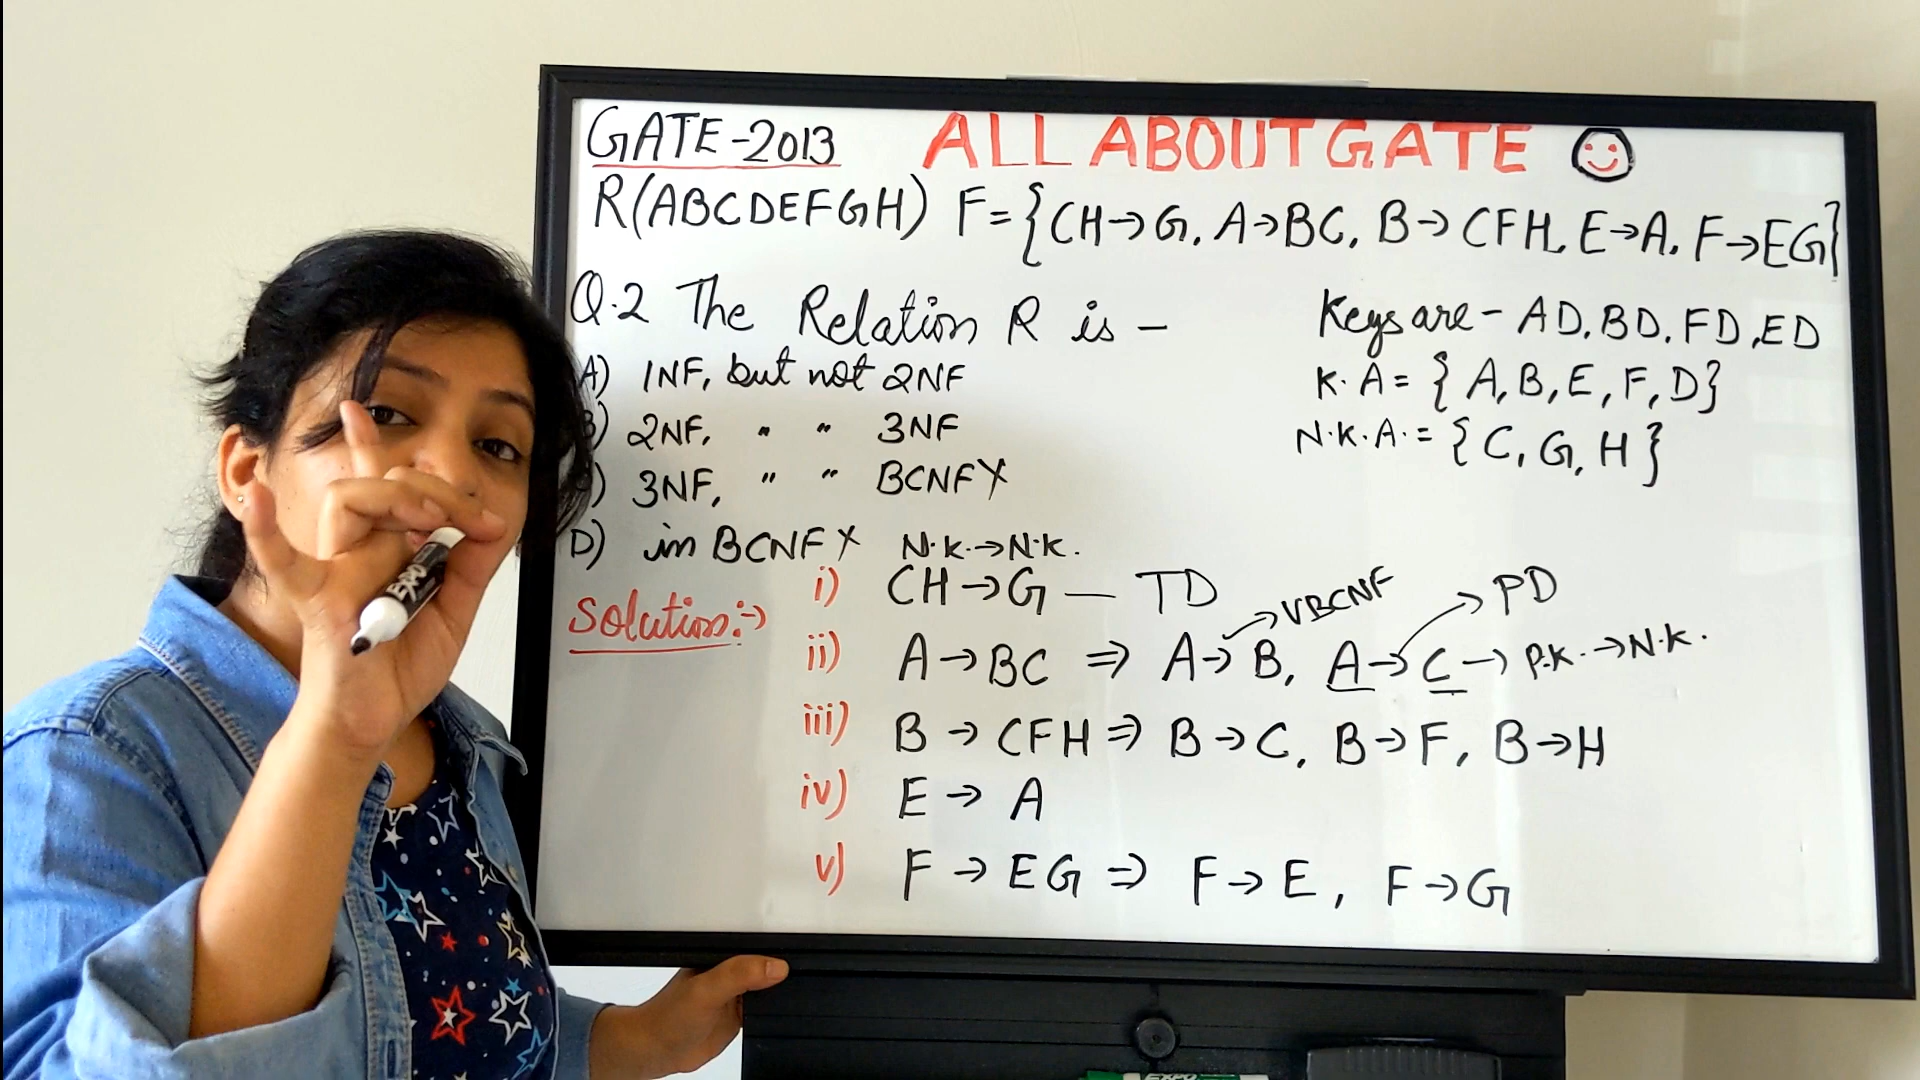 GATE-2013 ALL ABOUT GATE
R(ABCDEFGH) F={CH→G, A→BC, B→CFH, E→A, F→EG}
Q.2 The Relation R is -
Keys are - AD, BD, FD, ED
K.A = {A, B, E, F, D}
N.K.A. = {C, G, H}
A) 1NF, but not 2NF
B) 2NF, " " 3NF
) 3NF, " " BCNF X
D) in BCNF X N.K.→N.K.
Solution:→
i) CH→G — TD
ii) A→BC ⇒ A→B, A→C → P.K.→N.K.
→VBCNF → PD
iii) B→CFH ⇒ B→C, B→F, B→H
iv) E→A
v) F→EG ⇒ F→E, F→G
EXPO
EXPO